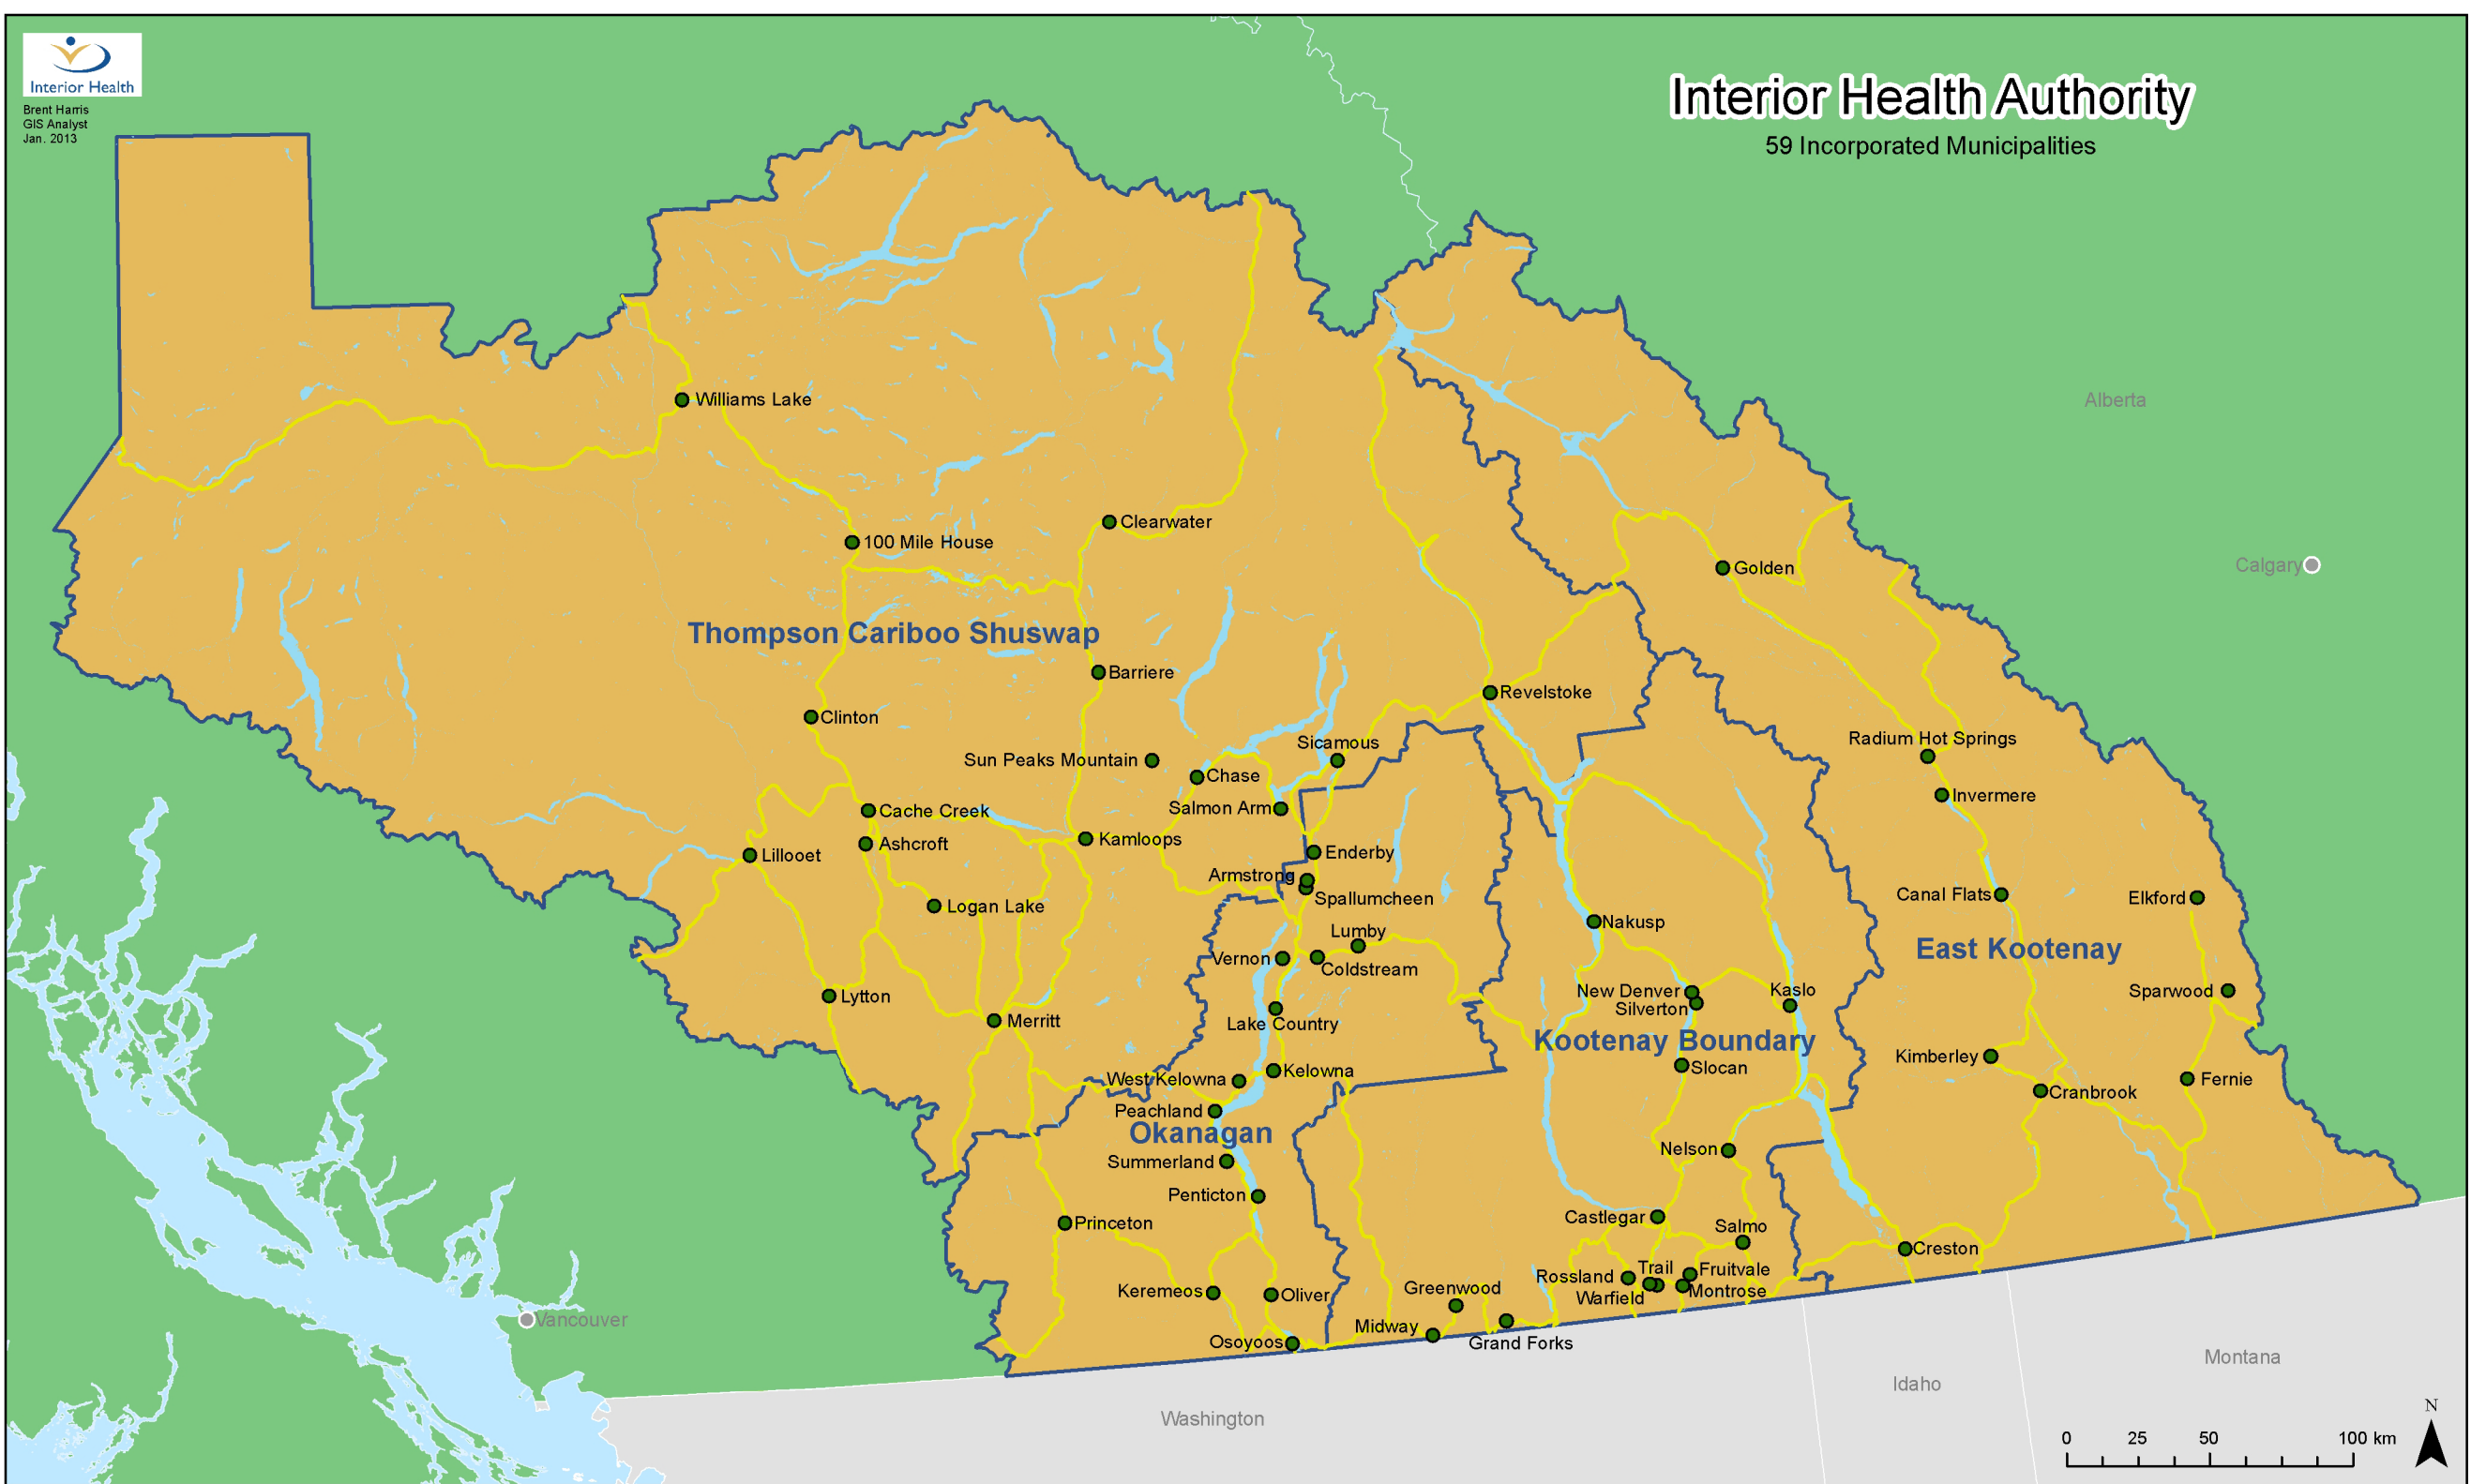 Interior Health
Brent Harris
GIS Analyst
Jan. 2013
Interior Health Authority
59 Incorporated Municipalities
Alberta
Williams Lake
Clearwater
100 Mile House
Calgary
Golden
Thompson Cariboo Shuswap
Barriere
Revelstoke
Clinton
Radium Hot Springs
Sicamous
Sun Peaks Mountain
Chase
Invermere
Salmon Arm
Cache Creek
Kamloops
Ashcroft
Enderby
Lillooet
Armstrong
Canal Flats
Elkford
Spallumcheen
Logan Lake
Nakusp
Lumby
East Kootenay
Vernon
Coldstream
New Denver
Kaslo
Sparwood
Lytton
Silverton
Merritt
Lake Country
Kootenay Boundary
Kimberley
Slocan
Kelowna
West Kelowna
Fernie
Cranbrook
Peachland
Okanagan
Nelson
Summerland
Penticton
Castlegar
Princeton
Salmo
Creston
Trail
Fruitvale
Rossland
Greenwood
Keremeos
Montrose
Oliver
Warfield
Vancouver
Midway
Osoyoos
Grand Forks
Montana
Idaho
Washington
N
0 25 50 100 km